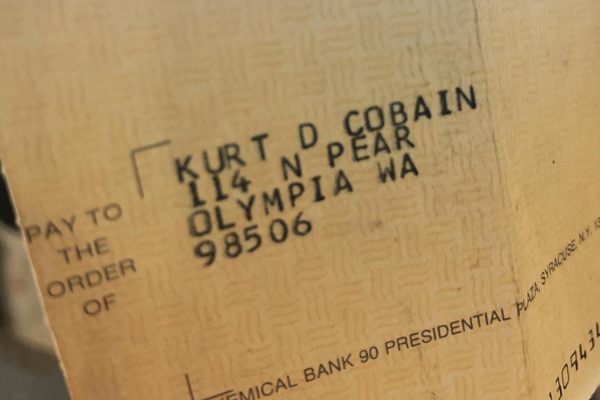 KURT D COBAIN
114 N PEAR
OLYMPIA WA
98506
PAY TO
THE
ORDER
OF
BANK 90 PRESIDENTIAL PLAZA, SYRACUSE, N.Y.